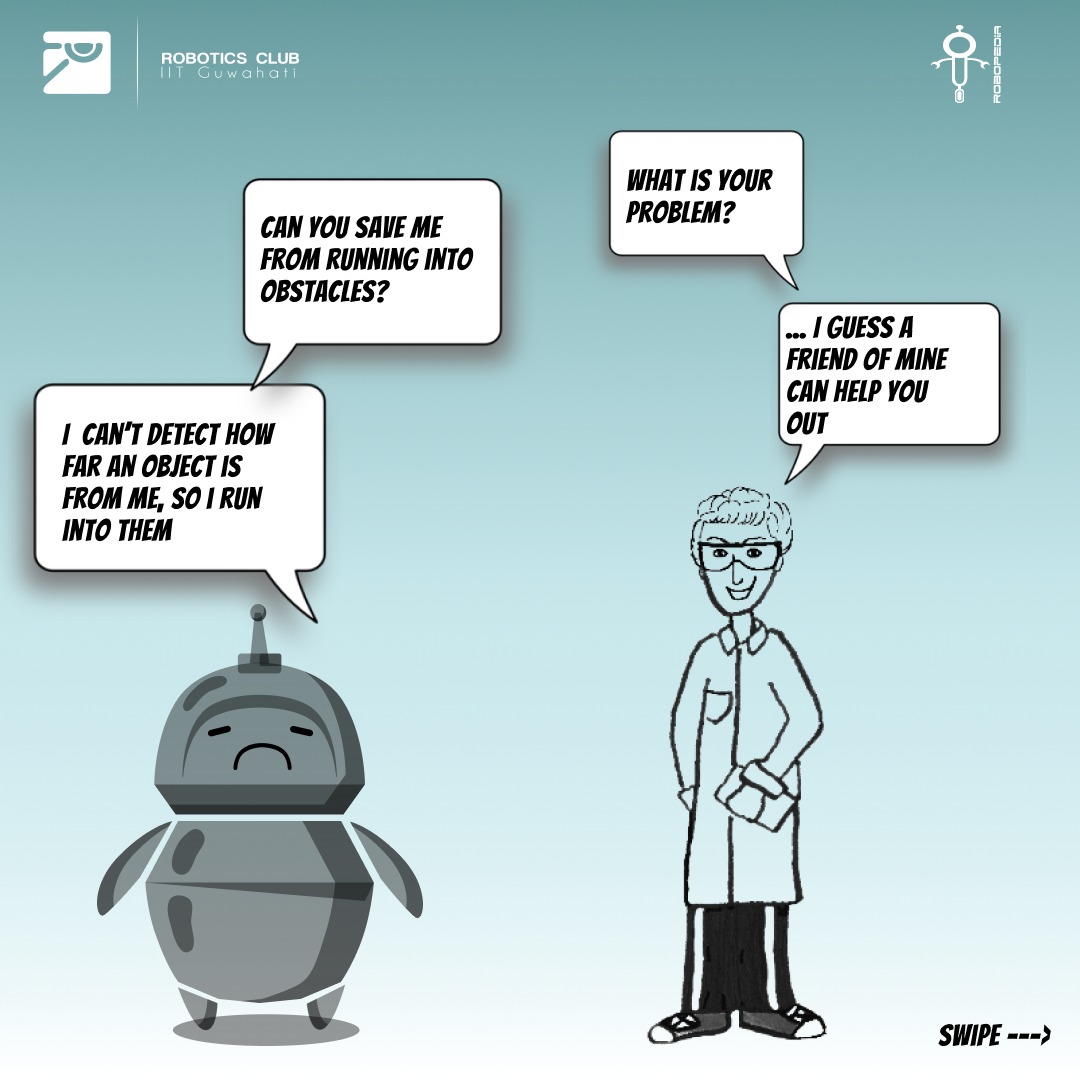 ROBOTICS CLUB
IIT Guwahati
ROBOPEDIA
WHAT IS YOUR
PROBLEM?
CAN YOU SAVE ME
FROM RUNNING INTO
OBSTACLES?
... I GUESS A
FRIEND OF MINE
CAN HELP YOU
OUT
I CAN'T DETECT HOW
FAR AN OBJECT IS
FROM ME, SO I RUN
INTO THEM
SWIPE --->